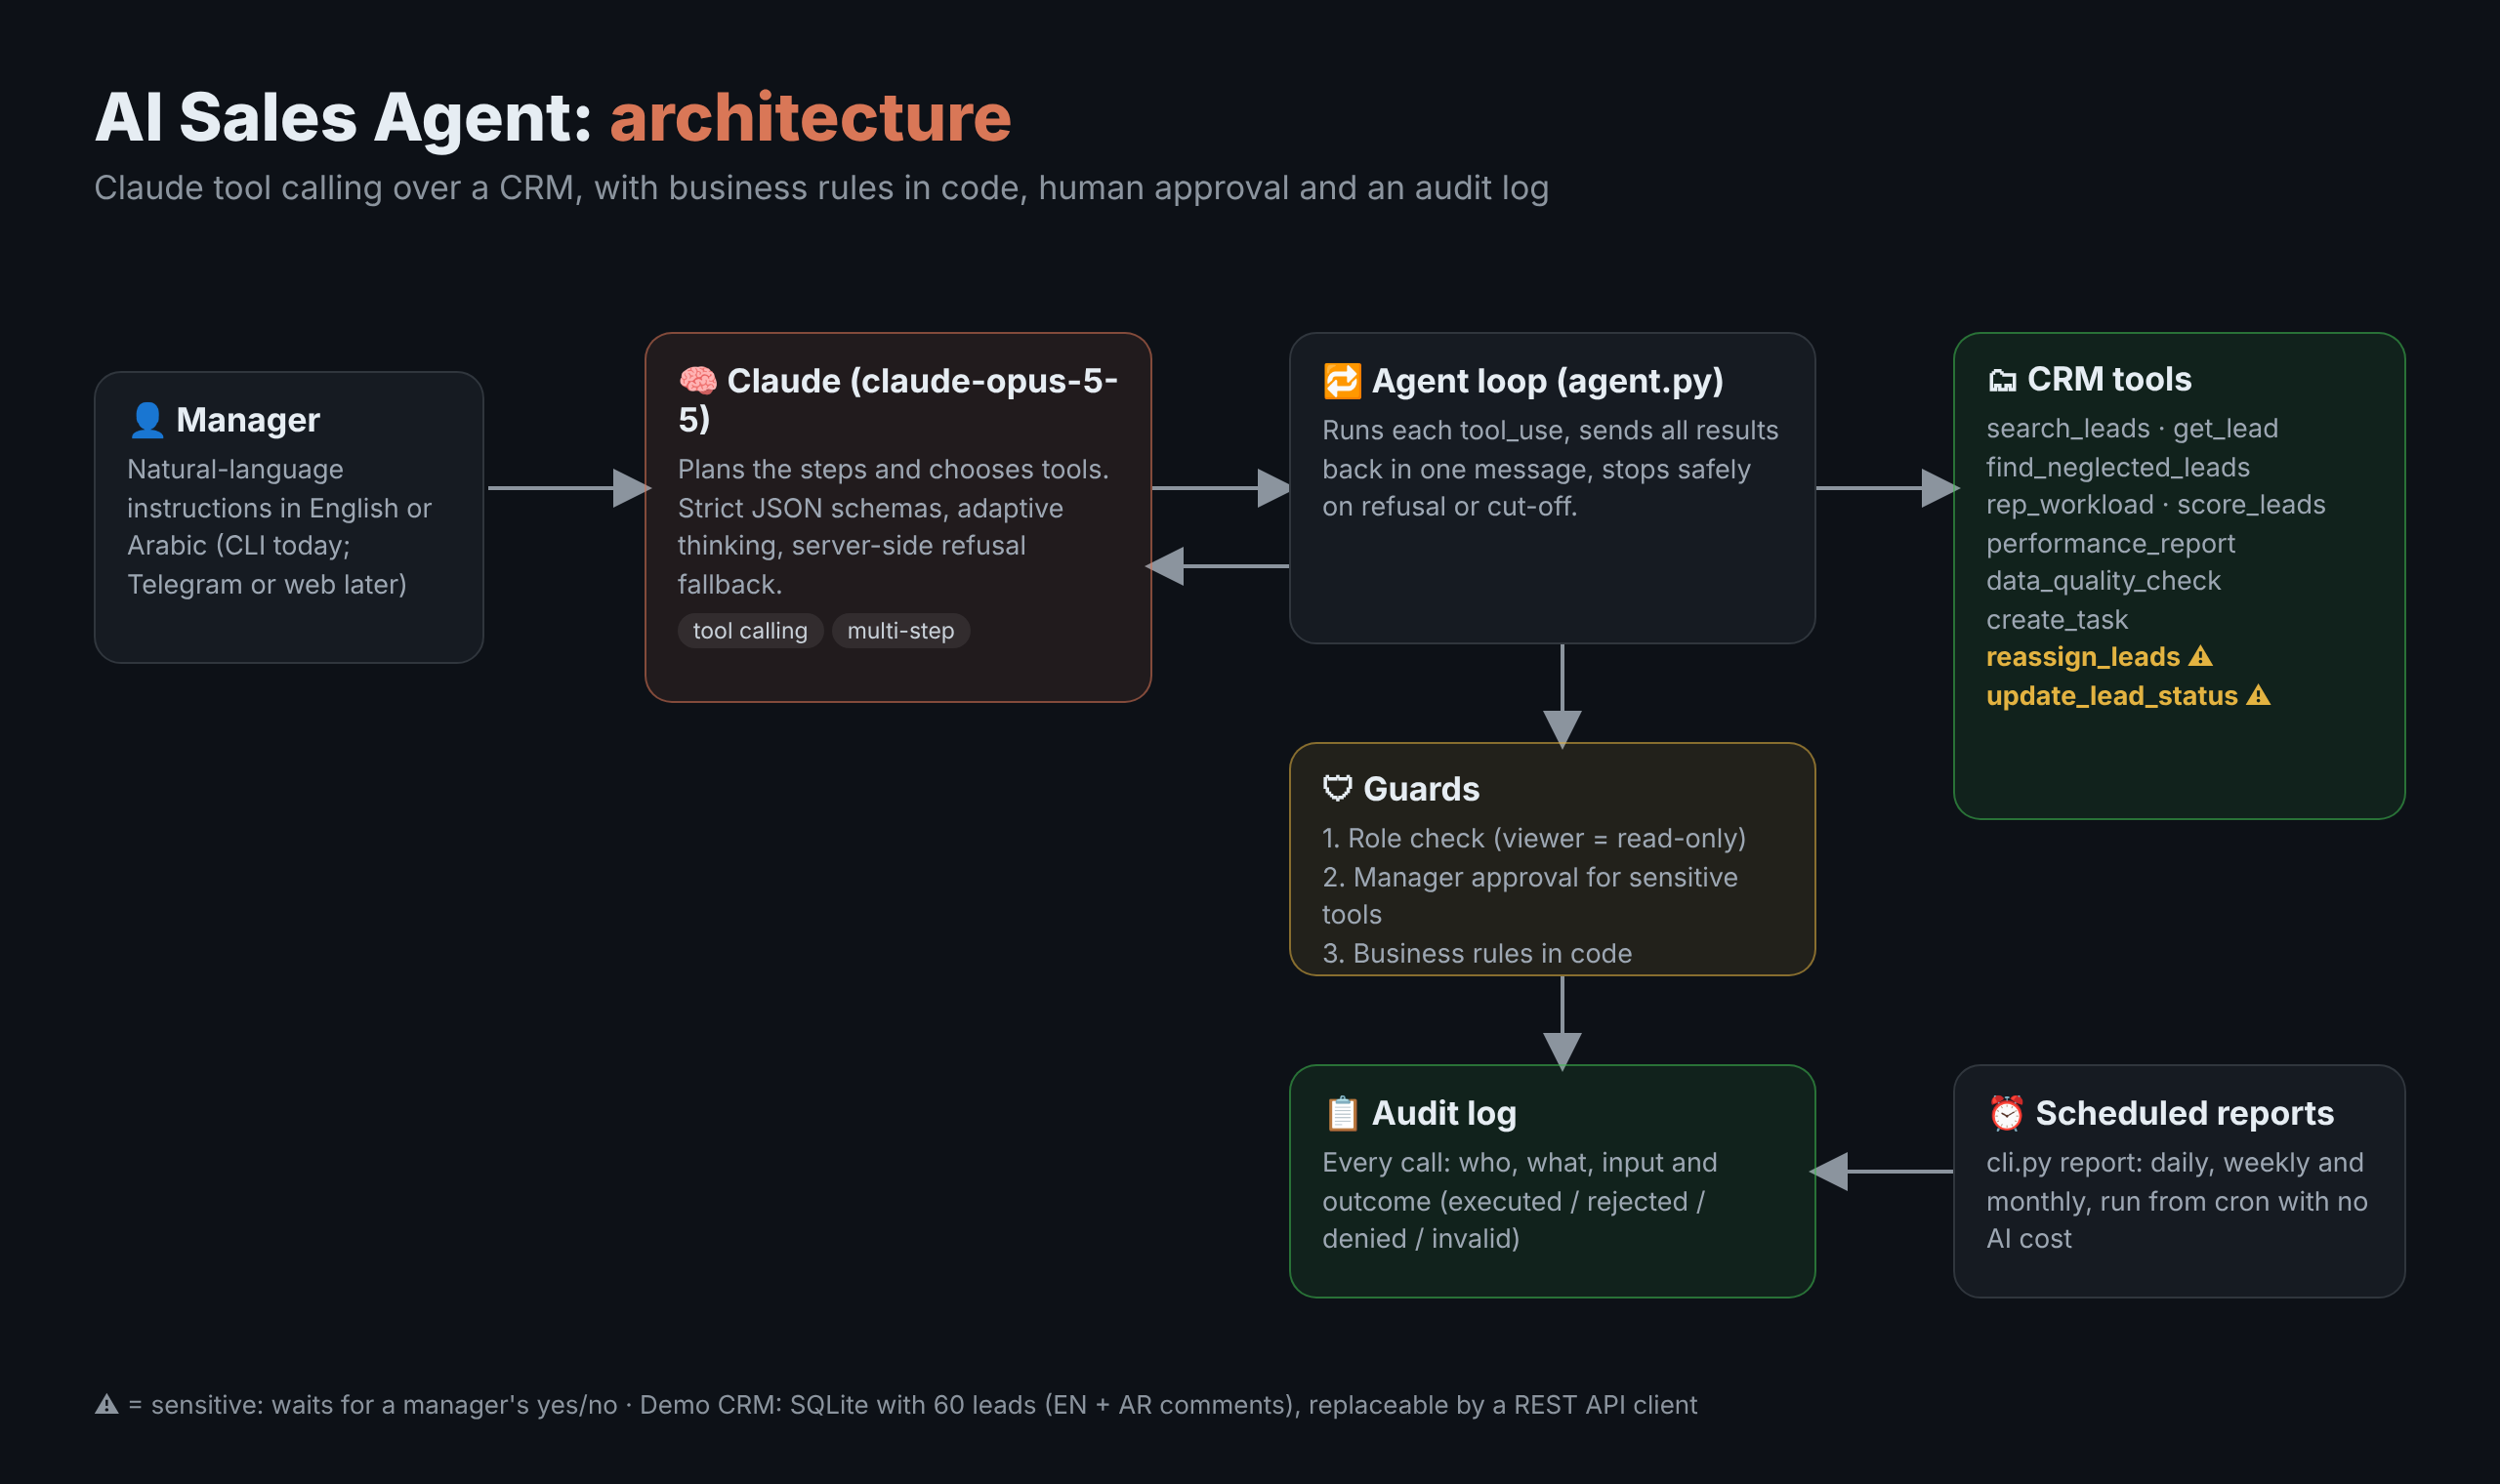 AI Sales Agent: architecture
Claude tool calling over a CRM, with business rules in code, human approval and an audit log
👤 Manager
Natural-language
instructions in English or
Arabic (CLI today;
Telegram or web later)
🧠 Claude (claude-opus-5-
5)
Plans the steps and chooses tools.
Strict JSON schemas, adaptive
thinking, server-side refusal
fallback.
tool calling multi-step
🔁 Agent loop (agent.py)
Runs each tool_use, sends all results
back in one message, stops safely
on refusal or cut-off.
🗂 CRM tools
search_leads · get_lead
find_neglected_leads
rep_workload · score_leads
performance_report
data_quality_check
create_task
reassign_leads ⚠
update_lead_status ⚠
🛡 Guards
1. Role check (viewer = read-only)
2. Manager approval for sensitive
tools
3. Business rules in code
📋 Audit log
Every call: who, what, input and
outcome (executed / rejected /
denied / invalid)
⏰ Scheduled reports
cli.py report: daily, weekly and
monthly, run from cron with no
AI cost
⚠ = sensitive: waits for a manager's yes/no · Demo CRM: SQLite with 60 leads (EN + AR comments), replaceable by a REST API client